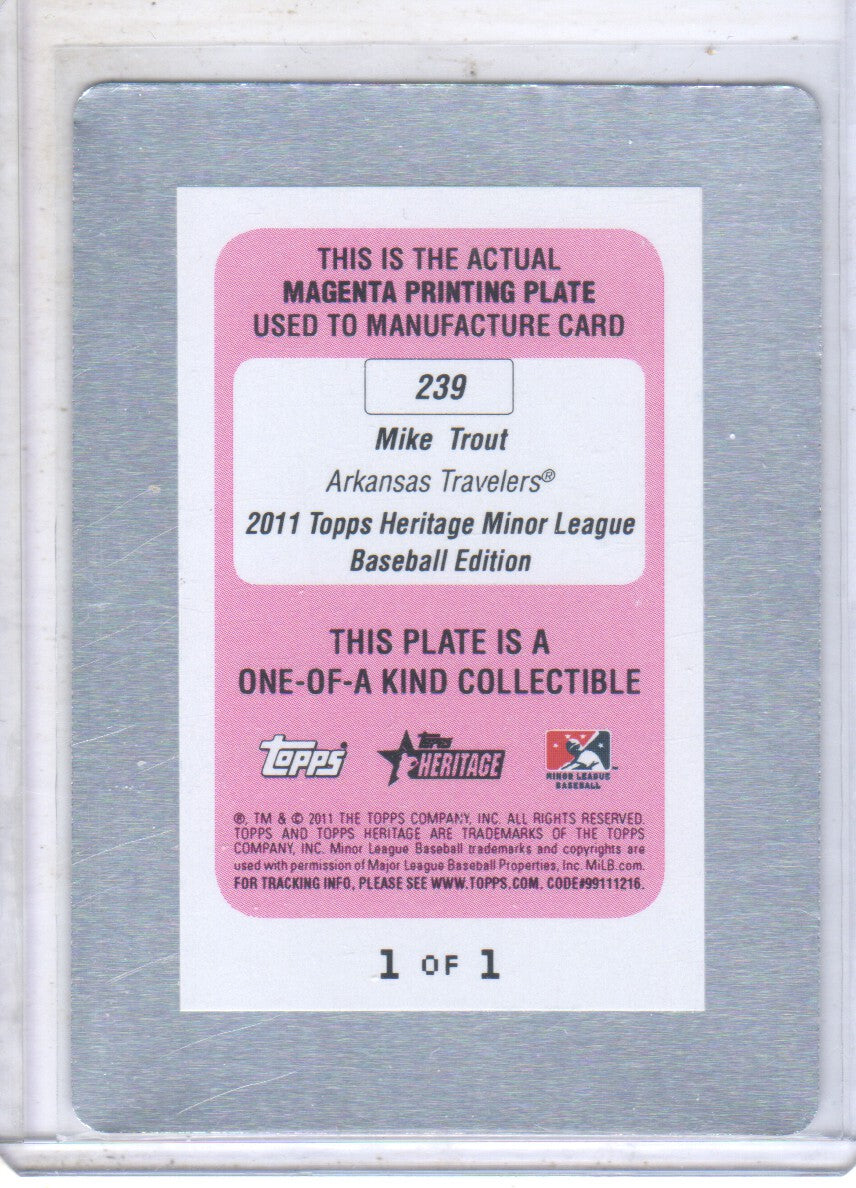 THIS IS THE ACTUAL
MAGENTA PRINTING PLATE
USED TO MANUFACTURE CARD
239
Mike Trout
Arkansas Travelers®
2011 Topps Heritage Minor League
Baseball Edition
THIS PLATE IS A
ONE-OF-A KIND COLLECTIBLE
topps®
topps
HERITAGE
MINOR LEAGUE
BASEBALL™
®, TM & © 2011 THE TOPPS COMPANY, INC. ALL RIGHTS RESERVED.
TOPPS AND TOPPS HERITAGE ARE TRADEMARKS OF THE TOPPS
COMPANY, INC. Minor League Baseball trademarks and copyrights are
used with permission of Major League Baseball Properties, Inc. MiLB.com.
FOR TRACKING INFO, PLEASE SEE WWW.TOPPS.COM. CODE#99111216.
1 OF 1